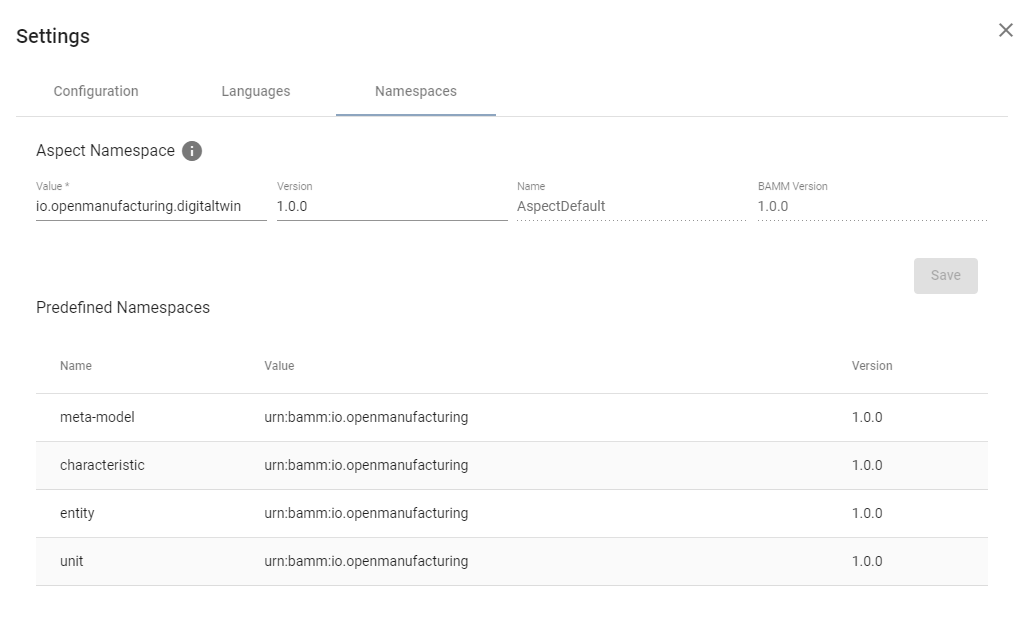 Settings
Configuration Languages Namespaces
Aspect Namespace
Value * Version Name BAMM Version
io.openmanufacturing.digitaltwin 1.0.0 AspectDefault 1.0.0
Save
Predefined Namespaces
Name Value Version
meta-model urn:bamm:io.openmanufacturing 1.0.0
characteristic urn:bamm:io.openmanufacturing 1.0.0
entity urn:bamm:io.openmanufacturing 1.0.0
unit urn:bamm:io.openmanufacturing 1.0.0